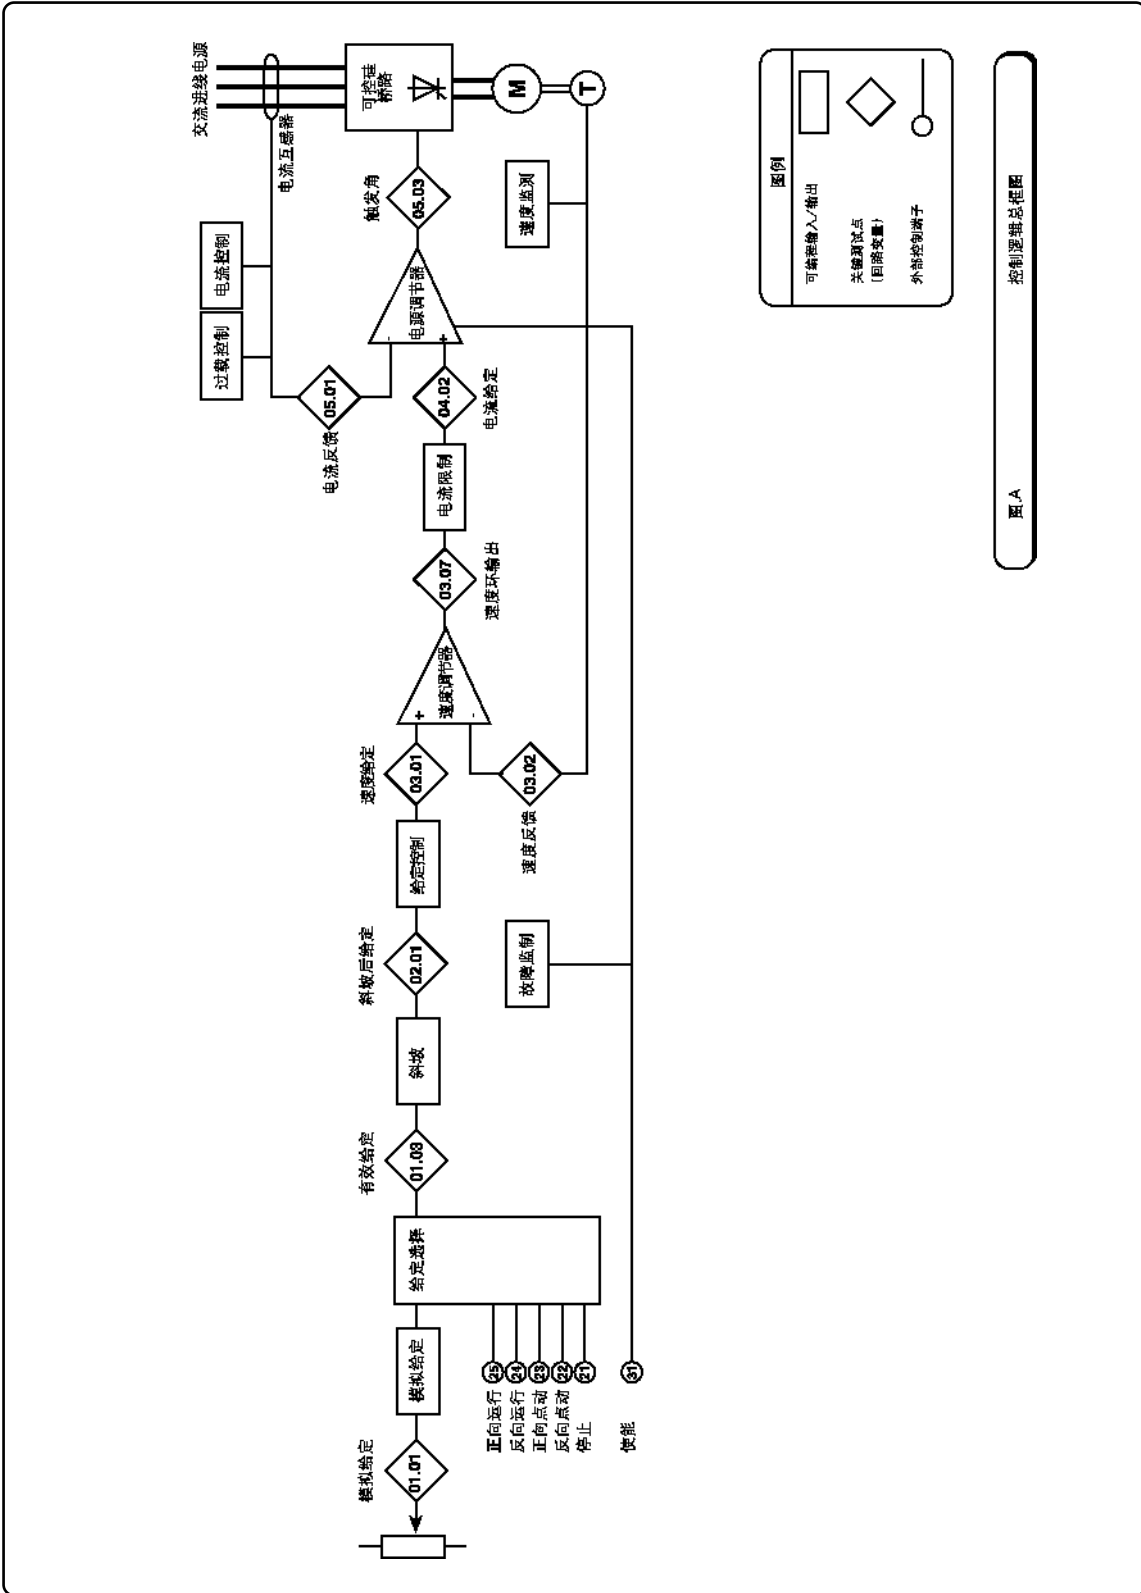 模拟给定
01.01
模拟给定
给定选择
正向运行
25
反向运行
24
正向点动
23
反向点动
22
停止
21
使能
31
有效给定
01.03
斜坡
斜坡后给定
02.01
给定控制
速度给定
03.01
+
-
速度调节器
速度反馈
03.02
故障监制
03.07
速度环输出
电流限制
04.02
电流给定
电流反馈
05.01
-
+
电源调节器
过载控制
电流控制
触发角
05.03
速度监测
电流互感器
交流进线电源
可控硅
桥路
M
T
图例
可编程输入/输出
关键测试点
(回路变量)
外部控制端子
图.A
控制逻辑总框图